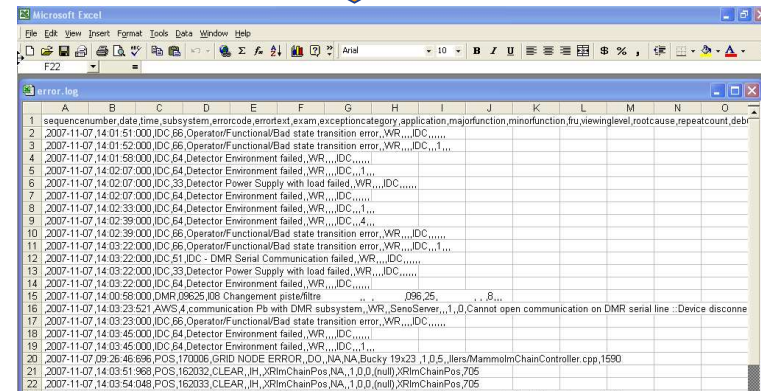 Microsoft Excel
File Edit View Insert Format Tools Data Window Help
Arial 10 B I U $ % ,
F22 =
error.log
A B C D E F G H I J K L M N O
1 sequencenumber,date,time,subsystem,errorcode,errortext,exam,exceptioncategory,application,majorfunction,minorfunction,fru,viewinglevel,rootcause,repeatcount,debu
2 ,2007-11-07,14:01:51:000,IDC,66,Operator/Functional/Bad state transition error,,WR,,,,IDC,,,,,,
3 ,2007-11-07,14:01:52:000,IDC,66,Operator/Functional/Bad state transition error,,WR,,,,IDC,,,1,,,
4 ,2007-11-07,14:01:58:000,IDC,64,Detector Environment failed,,WR,,,,IDC,,,,,,
5 ,2007-11-07,14:02:07:000,IDC,64,Detector Environment failed,,WR,,,,IDC,,,1,,,
6 ,2007-11-07,14:02:07:000,IDC,33,Detector Power Supply with load failed,,WR,,,,IDC,,,,,,
7 ,2007-11-07,14:02:07:000,IDC,64,Detector Environment failed,,WR,,,,IDC,,,,,,
8 ,2007-11-07,14:02:33:000,IDC,64,Detector Environment failed,,WR,,,,IDC,,,1,,,
9 ,2007-11-07,14:02:39:000,IDC,64,Detector Environment failed,,WR,,,,IDC,,,4,,,
10 ,2007-11-07,14:02:39:000,IDC,66,Operator/Functional/Bad state transition error,,WR,,,,IDC,,,,,,
11 ,2007-11-07,14:03:22:000,IDC,66,Operator/Functional/Bad state transition error,,WR,,,,IDC,,,1,,,
12 ,2007-11-07,14:03:22:000,IDC,51,IDC - DMR Serial Communication failed,,WR,,,,IDC,,,,,,
13 ,2007-11-07,14:03:22:000,IDC,33,Detector Power Supply with load failed,,WR,,,,IDC,,,,,,
14 ,2007-11-07,14:03:22:000,IDC,64,Detector Environment failed,,WR,,,,IDC,,,,,,
15 ,2007-11-07,14:00:58:000,DMR,09625,I08 Changement piste/filtre ,, , ,096,25, , ,,8,,,
16 ,2007-11-07,14:03:23:521,AWS,4,communication Pb with DMR subsystem,,WR,,SenoServer,,,1,,0,Cannot open communication on DMR serial line ::Device disconne
17 ,2007-11-07,14:03:23:000,IDC,66,Operator/Functional/Bad state transition error,,WR,,,,IDC,,,,,,
18 ,2007-11-07,14:03:45:000,IDC,64,Detector Environment failed,,WR,,,,IDC,,,,,,
19 ,2007-11-07,14:03:45:000,IDC,64,Detector Environment failed,,WR,,,,IDC,,,1,,,
20 ,2007-11-07,09:26:46:696,POS,170006,GRID NODE ERROR,,DO,,NA,NA,Bucky 19x23 ,1,0,5,,llers/MammoImChainController.cpp,1590
21 ,2007-11-07,14:03:51:968,POS,162032,CLEAR,,IH,,XRImChainPos,NA,,1,0,0,(null),XRImChainPos,705
22 ,2007-11-07,14:03:54:048,POS,162033,CLEAR,,IH,,XRImChainPos,NA,,1,0,0,(null),XRImChainPos,705